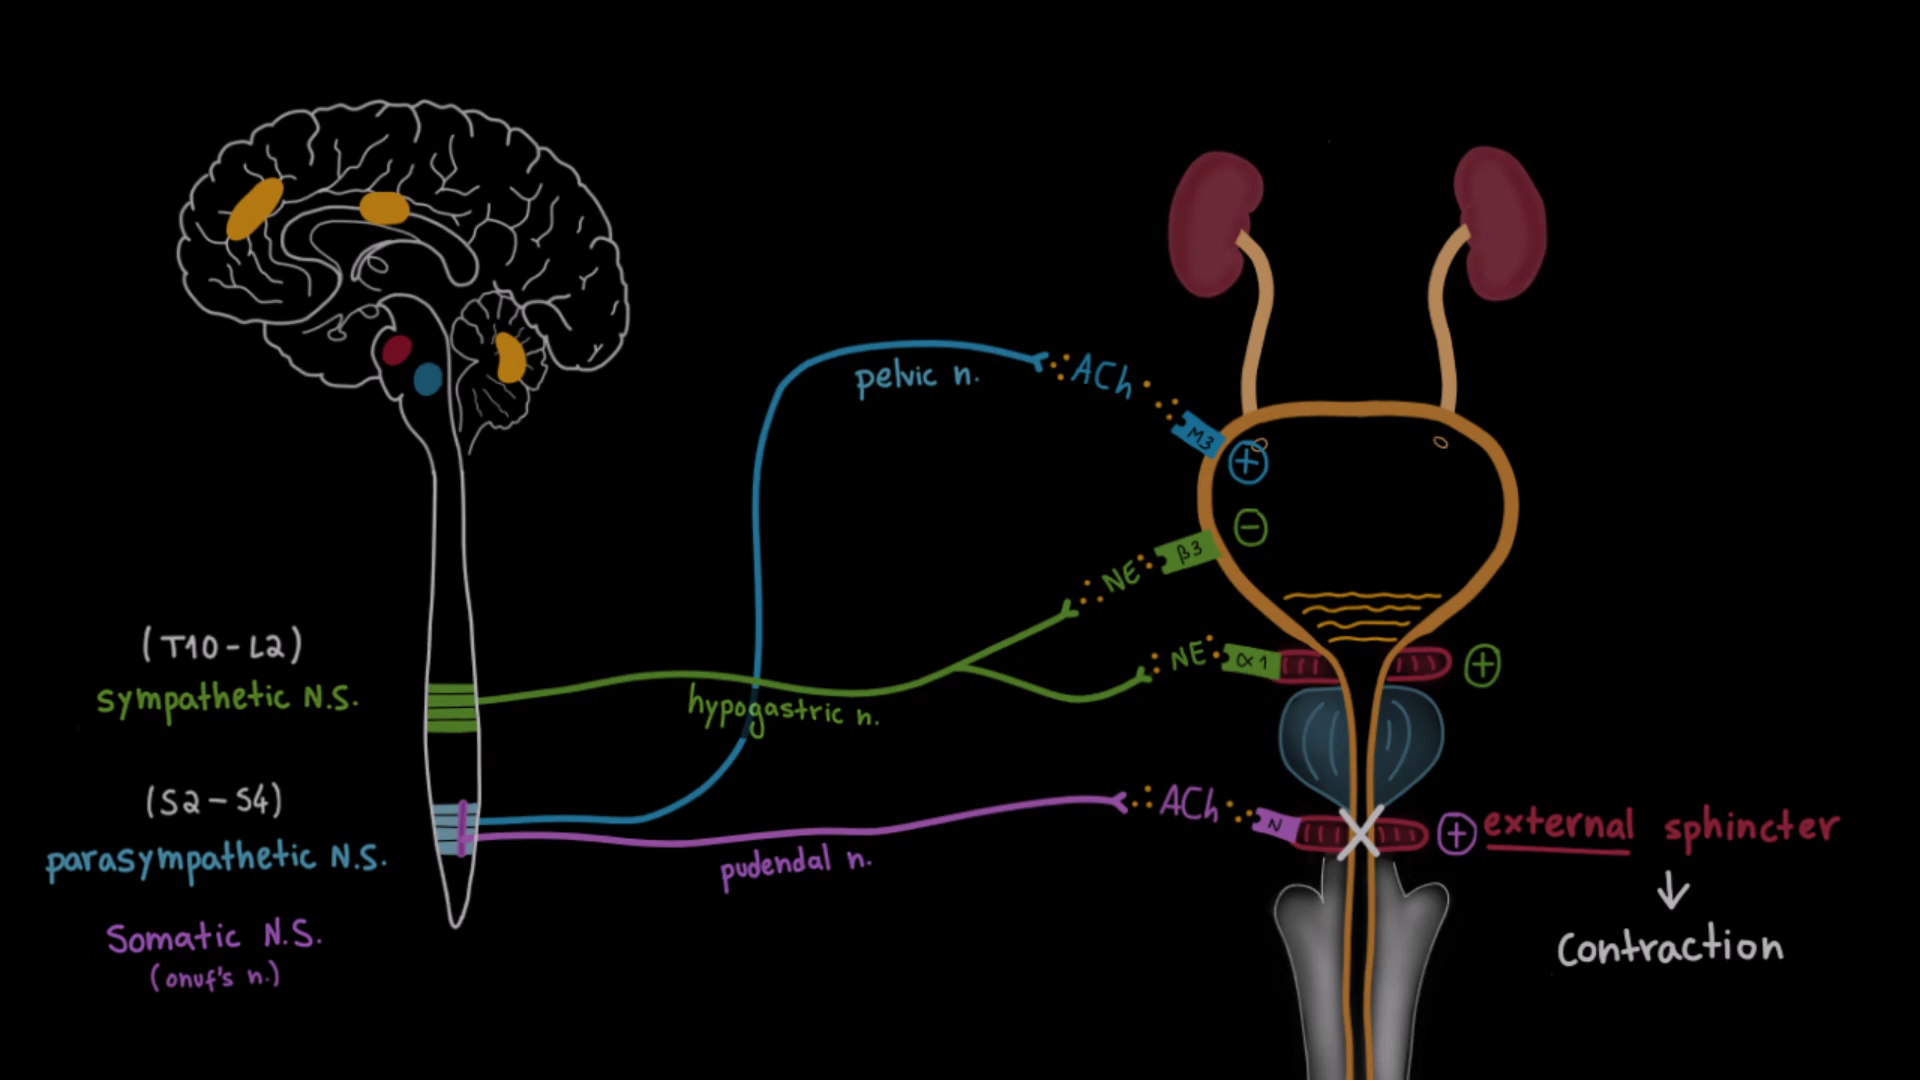 (T10-L2)
sympathetic N.S.
(S2-S4)
parasympathetic N.S.
Somatic N.S.
(onuf's n.)
pelvic n.
hypogastric n.
pudendal n.
ACh
M3
+
−
NE
β3
NE
α1
+
ACh
N
+
external sphincter
↓
Contraction